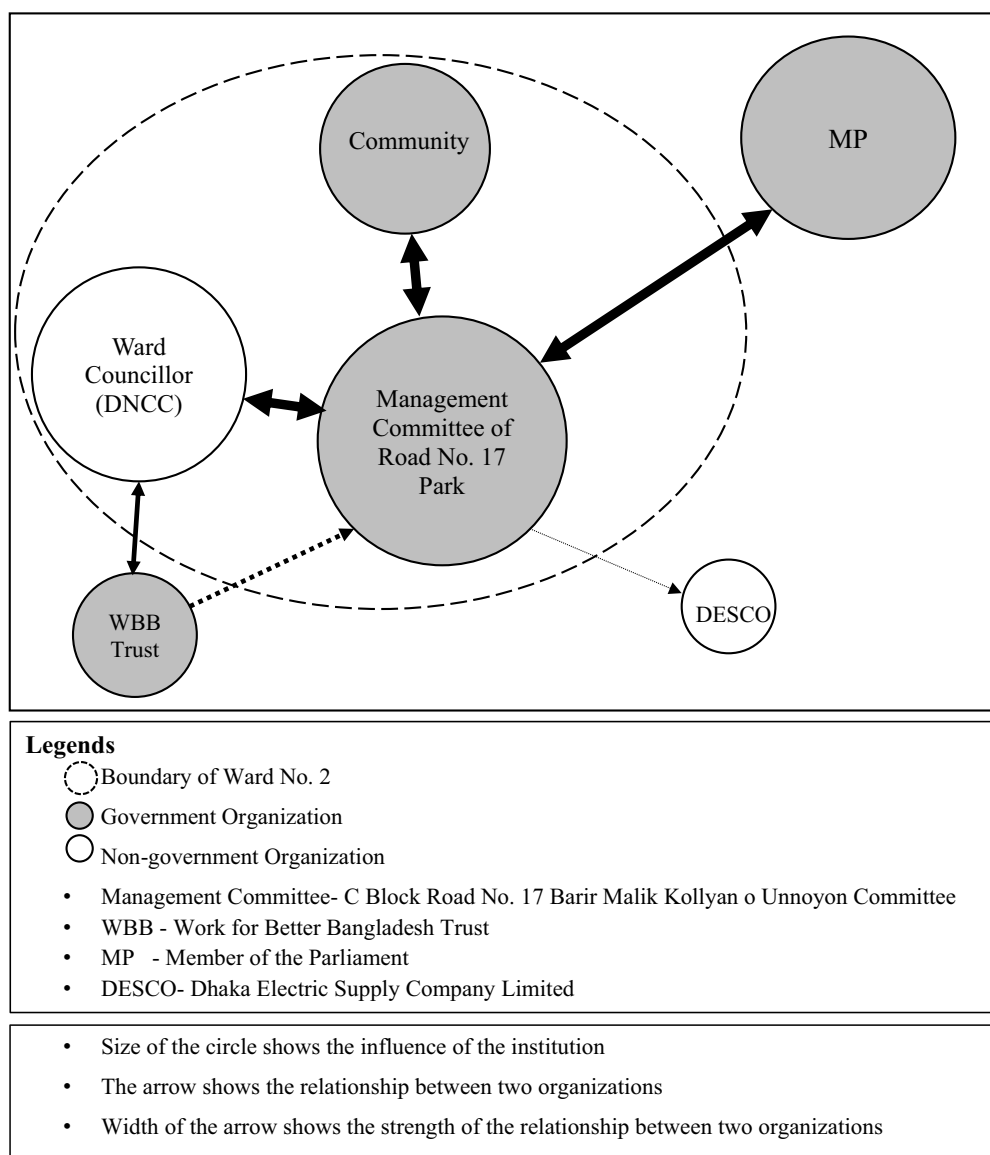 Community
MP
Ward
Councillor
(DNCC)
Management
Committee of
Road No. 17
Park
WBB
Trust
DESCO
Legends
Boundary of Ward No. 2
Government Organization
Non-government Organization
• Management Committee- C Block Road No. 17 Barir Malik Kollyan o Unnoyon Committee
• WBB - Work for Better Bangladesh Trust
• MP - Member of the Parliament
• DESCO- Dhaka Electric Supply Company Limited
• Size of the circle shows the influence of the institution
• The arrow shows the relationship between two organizations
• Width of the arrow shows the strength of the relationship between two organizations